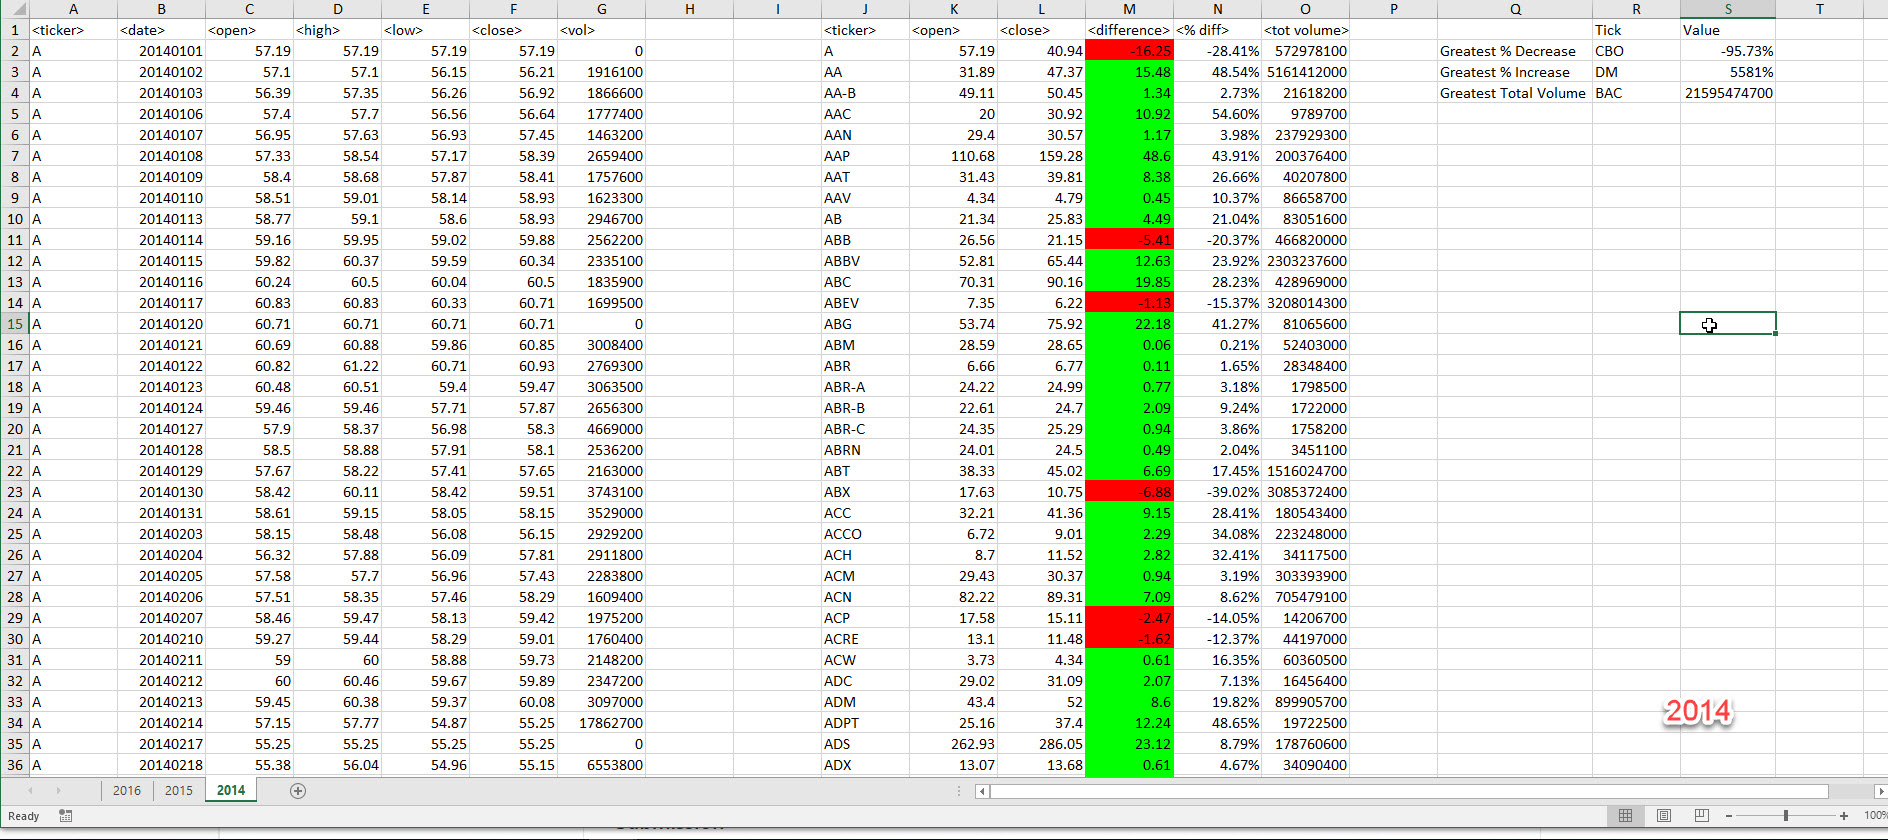 A B C D E F G H I J K L M N O P Q R S T
1 <ticker> <date> <open> <high> <low> <close> <vol> <ticker> <open> <close> <difference> <% diff> <tot volume> Tick Value
2 A 20140101 57.19 57.19 57.19 57.19 0 A 57.19 40.94 -16.25 -28.41% 572978100 Greatest % Decrease CBO -95.73%
3 A 20140102 57.1 57.1 56.15 56.21 1916100 AA 31.89 47.37 15.48 48.54% 5161412000 Greatest % Increase DM 5581%
4 A 20140103 56.39 57.35 56.26 56.92 1866600 AA-B 49.11 50.45 1.34 2.73% 21618200 Greatest Total Volume BAC 21595474700
5 A 20140106 57.4 57.7 56.56 56.64 1777400 AAC 20 30.92 10.92 54.60% 9789700
6 A 20140107 56.95 57.63 56.93 57.45 1463200 AAN 29.4 30.57 1.17 3.98% 237929300
7 A 20140108 57.33 58.54 57.17 58.39 2659400 AAP 110.68 159.28 48.6 43.91% 200376400
8 A 20140109 58.4 58.68 57.87 58.41 1757600 AAT 31.43 39.81 8.38 26.66% 40207800
9 A 20140110 58.51 59.01 58.14 58.93 1623300 AAV 4.34 4.79 0.45 10.37% 86658700
10 A 20140113 58.77 59.1 58.6 58.93 2946700 AB 21.34 25.83 4.49 21.04% 83051600
11 A 20140114 59.16 59.95 59.02 59.88 2562200 ABB 26.56 21.15 -5.41 -20.37% 466820000
12 A 20140115 59.82 60.37 59.59 60.34 2335100 ABBV 52.81 65.44 12.63 23.92% 2303237600
13 A 20140116 60.24 60.5 60.04 60.5 1835900 ABC 70.31 90.16 19.85 28.23% 428969000
14 A 20140117 60.83 60.83 60.33 60.71 1699500 ABEV 7.35 6.22 -1.13 -15.37% 3208014300
15 A 20140120 60.71 60.71 60.71 60.71 0 ABG 53.74 75.92 22.18 41.27% 81065600
16 A 20140121 60.69 60.88 59.86 60.85 3008400 ABM 28.59 28.65 0.06 0.21% 52403000
17 A 20140122 60.82 61.22 60.71 60.93 2769300 ABR 6.66 6.77 0.11 1.65% 28348400
18 A 20140123 60.48 60.51 59.4 59.47 3063500 ABR-A 24.22 24.99 0.77 3.18% 1798500
19 A 20140124 59.46 59.46 57.71 57.87 2656300 ABR-B 22.61 24.7 2.09 9.24% 1722000
20 A 20140127 57.9 58.37 56.98 58.3 4669000 ABR-C 24.35 25.29 0.94 3.86% 1758200
21 A 20140128 58.5 58.88 57.91 58.1 2536200 ABRN 24.01 24.5 0.49 2.04% 3451100
22 A 20140129 57.67 58.22 57.41 57.65 2163000 ABT 38.33 45.02 6.69 17.45% 1516024700
23 A 20140130 58.42 60.11 58.42 59.51 3743100 ABX 17.63 10.75 -6.88 -39.02% 3085372400
24 A 20140131 58.61 59.15 58.05 58.15 3529000 ACC 32.21 41.36 9.15 28.41% 180543400
25 A 20140203 58.15 58.48 56.08 56.15 2929200 ACCO 6.72 9.01 2.29 34.08% 223248000
26 A 20140204 56.32 57.88 56.09 57.81 2911800 ACH 8.7 11.52 2.82 32.41% 34117500
27 A 20140205 57.58 57.7 56.96 57.43 2283800 ACM 29.43 30.37 0.94 3.19% 303393900
28 A 20140206 57.51 58.35 57.46 58.29 1609400 ACN 82.22 89.31 7.09 8.62% 705479100
29 A 20140207 58.46 59.47 58.13 59.42 1975200 ACP 17.58 15.11 -2.47 -14.05% 14206700
30 A 20140210 59.27 59.44 58.29 59.01 1760400 ACRE 13.1 11.48 -1.62 -12.37% 44197000
31 A 20140211 59 60 58.88 59.73 2148200 ACW 3.73 4.34 0.61 16.35% 60360500
32 A 20140212 60 60.46 59.67 59.89 2347200 ADC 29.02 31.09 2.07 7.13% 16456400
33 A 20140213 59.45 60.38 59.37 60.08 3097000 ADM 43.4 52 8.6 19.82% 899905700
2014
34 A 20140214 57.15 57.77 54.87 55.25 17862700 ADPT 25.16 37.4 12.24 48.65% 19722500
35 A 20140217 55.25 55.25 55.25 55.25 0 ADS 262.93 286.05 23.12 8.79% 178760600
36 A 20140218 55.38 56.04 54.96 55.15 6553800 ADX 13.07 13.68 0.61 4.67% 34090400
2016 2015 2014
Ready 100%